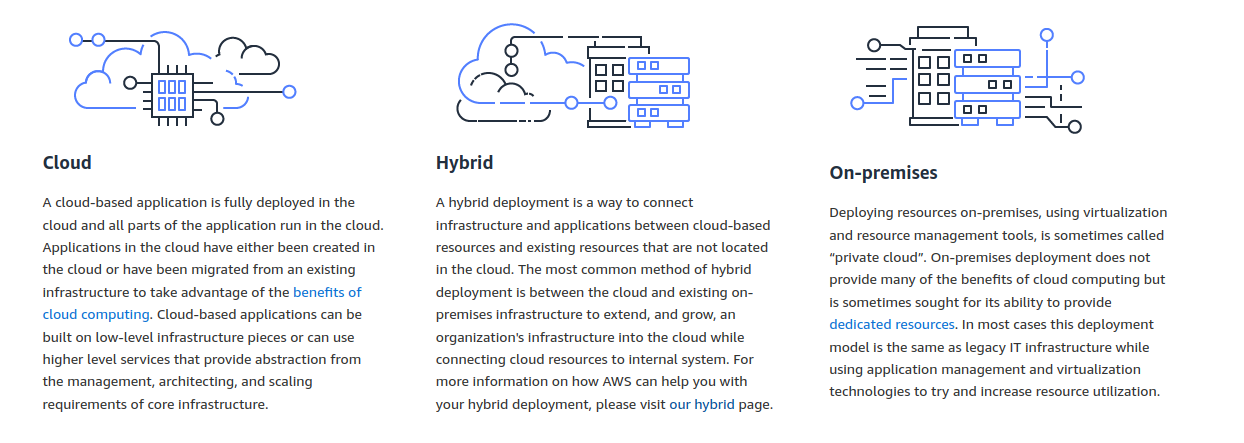 Cloud
A cloud-based application is fully deployed in the
cloud and all parts of the application run in the cloud.
Applications in the cloud have either been created in
the cloud or have been migrated from an existing
infrastructure to take advantage of the benefits of
cloud computing. Cloud-based applications can be
built on low-level infrastructure pieces or can use
higher level services that provide abstraction from
the management, architecting, and scaling
requirements of core infrastructure.
Hybrid
A hybrid deployment is a way to connect
infrastructure and applications between cloud-based
resources and existing resources that are not located
in the cloud. The most common method of hybrid
deployment is between the cloud and existing on-
premises infrastructure to extend, and grow, an
organization's infrastructure into the cloud while
connecting cloud resources to internal system. For
more information on how AWS can help you with
your hybrid deployment, please visit our hybrid page.
On-premises
Deploying resources on-premises, using virtualization
and resource management tools, is sometimes called
“private cloud”. On-premises deployment does not
provide many of the benefits of cloud computing but
is sometimes sought for its ability to provide
dedicated resources. In most cases this deployment
model is the same as legacy IT infrastructure while
using application management and virtualization
technologies to try and increase resource utilization.